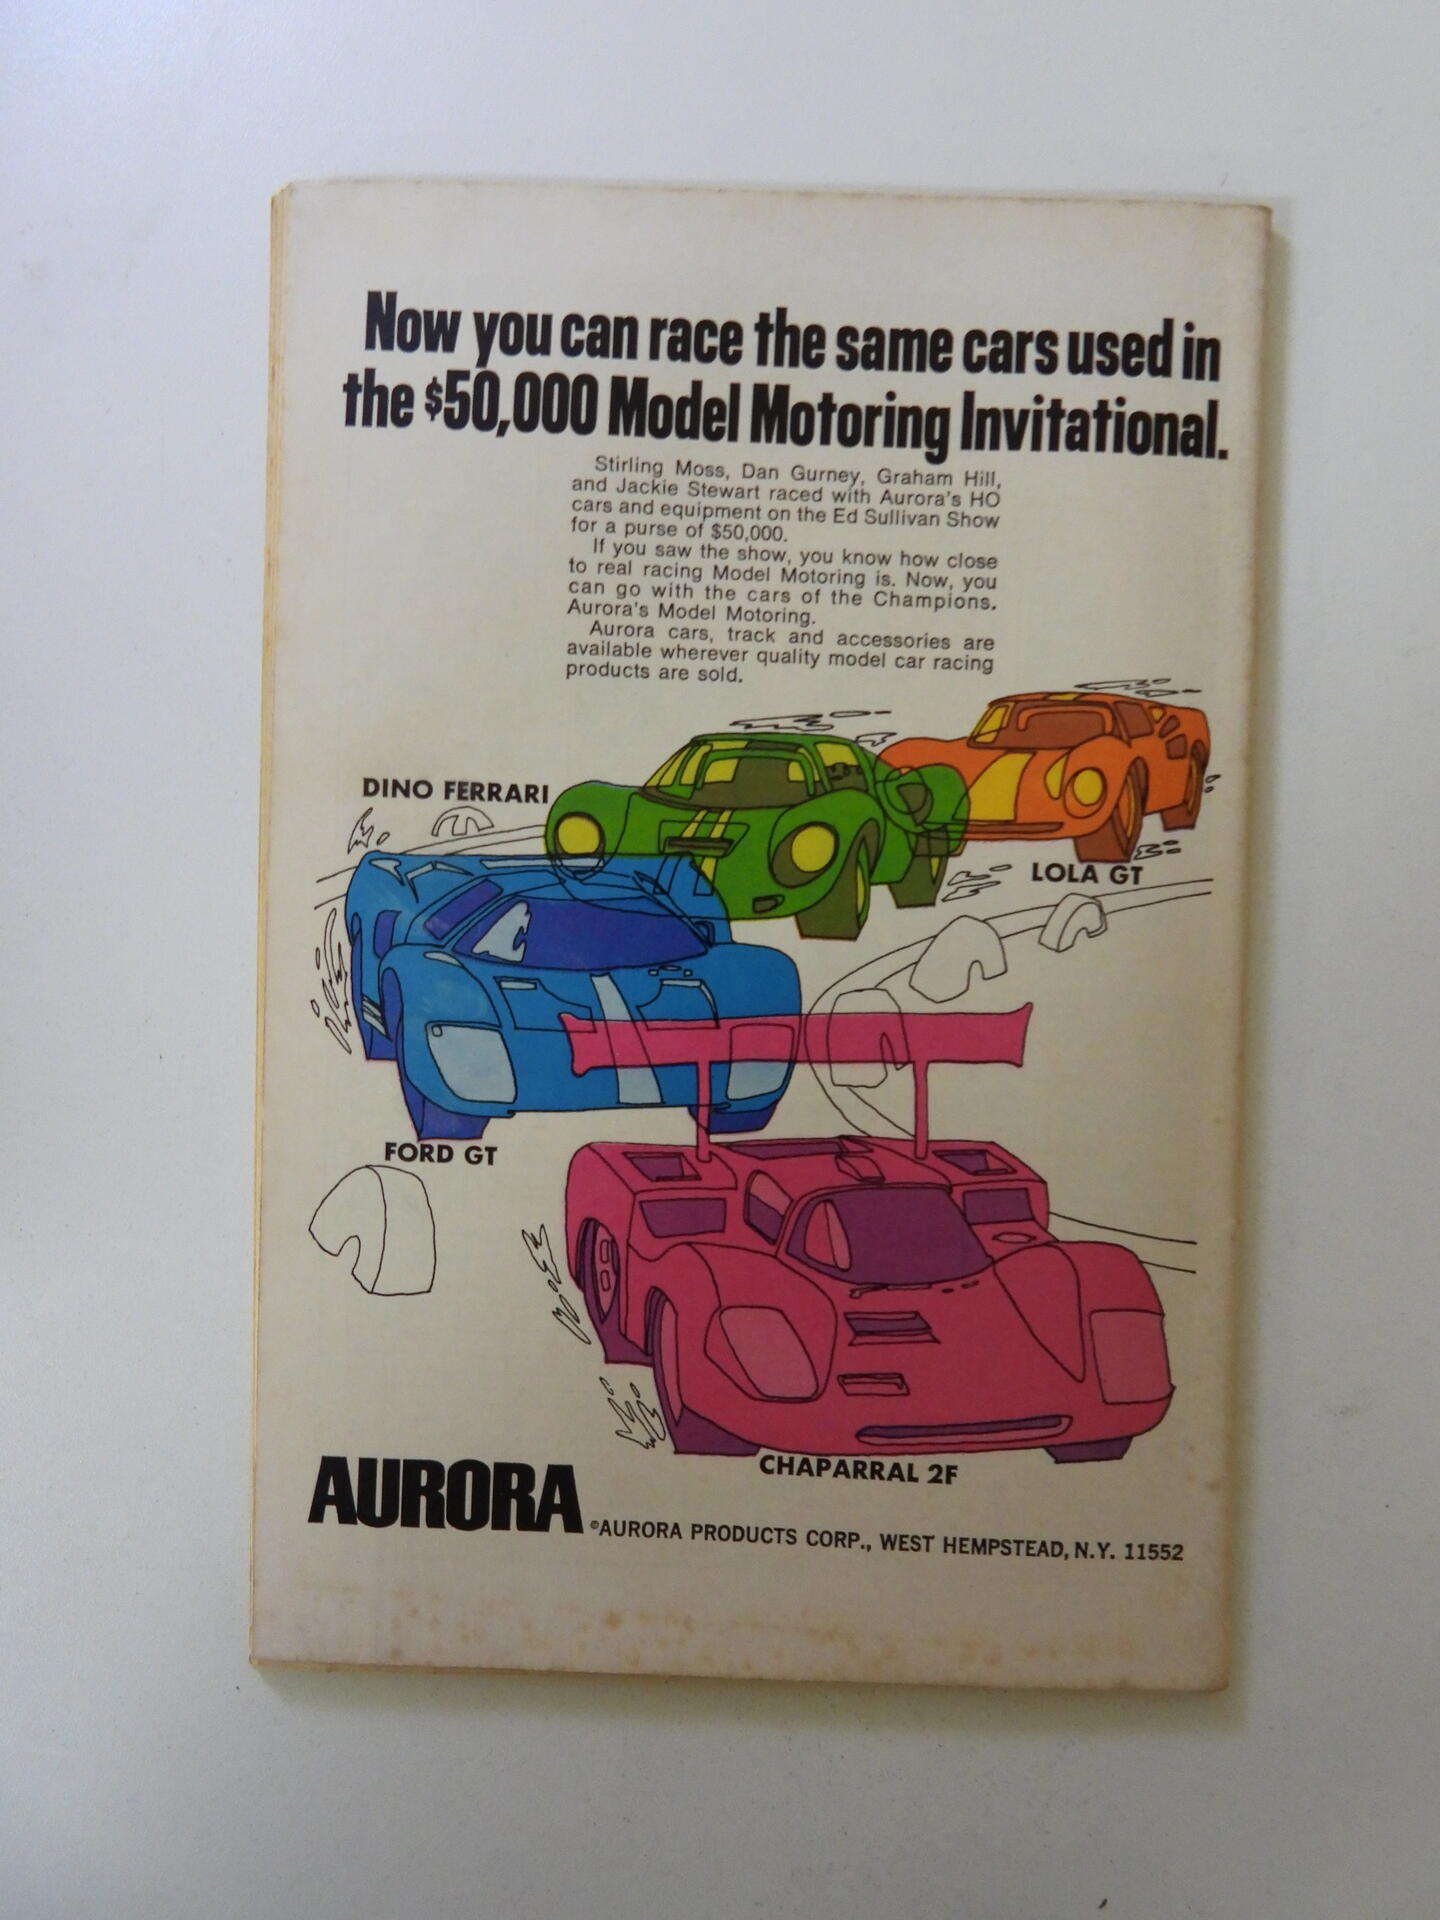 Now you can race the same cars used in
the $50,000 Model Motoring Invitational.
Stirling Moss, Dan Gurney, Graham Hill,
and Jackie Stewart raced with Aurora's HO
cars and equipment on the Ed Sullivan Show
for a purse of $50,000.
If you saw the show, you know how close
to real racing Model Motoring is. Now, you
can go with the cars of the Champions.
Aurora's Model Motoring.
Aurora cars, track and accessories are
available wherever quality model car racing
products are sold.
DINO FERRARI
LOLA GT
FORD GT
CHAPARRAL 2F
AURORA
©AURORA PRODUCTS CORP., WEST HEMPSTEAD, N.Y. 11552